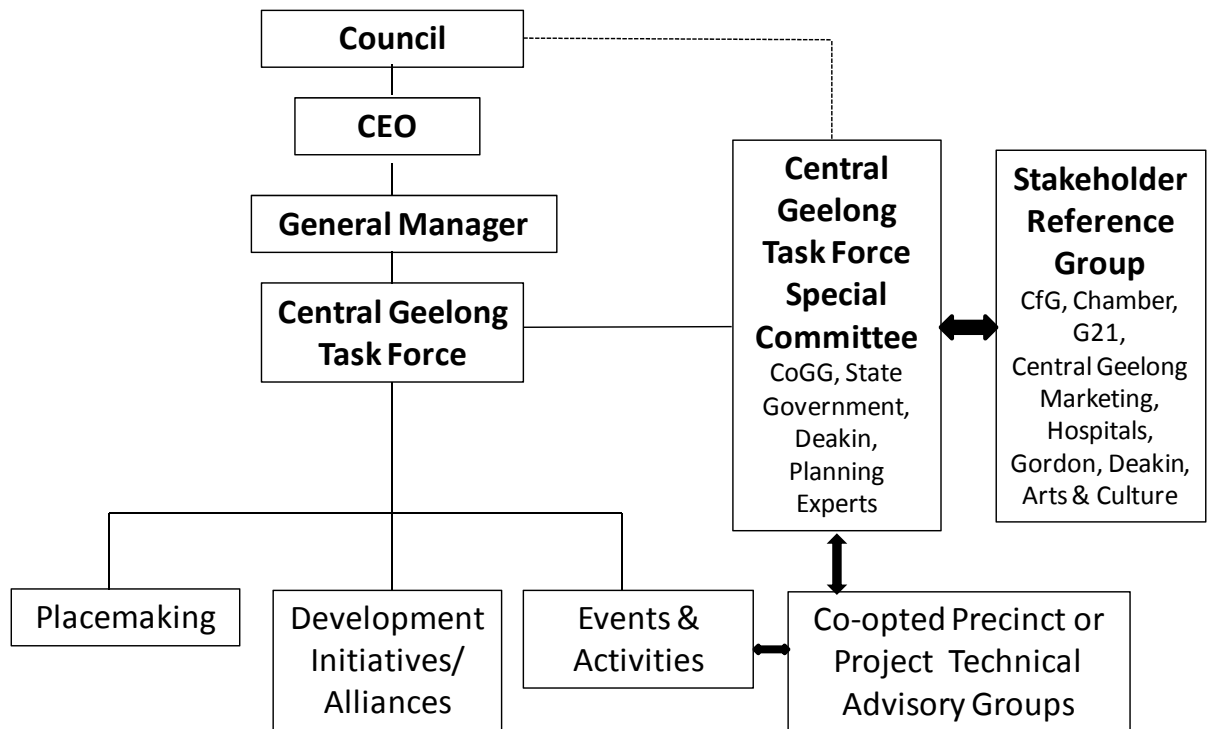 Council
CEO
General Manager
Central Geelong
Task Force
Central
Geelong
Task Force
Special
Committee
CoGG, State
Government,
Deakin,
Planning
Experts
Stakeholder
Reference
Group
CfG, Chamber,
G21,
Central Geelong
Marketing,
Hospitals,
Gordon, Deakin,
Arts & Culture
Placemaking
Development
Initiatives/
Alliances
Events &
Activities
Co-opted Precinct or
Project Technical
Advisory Groups